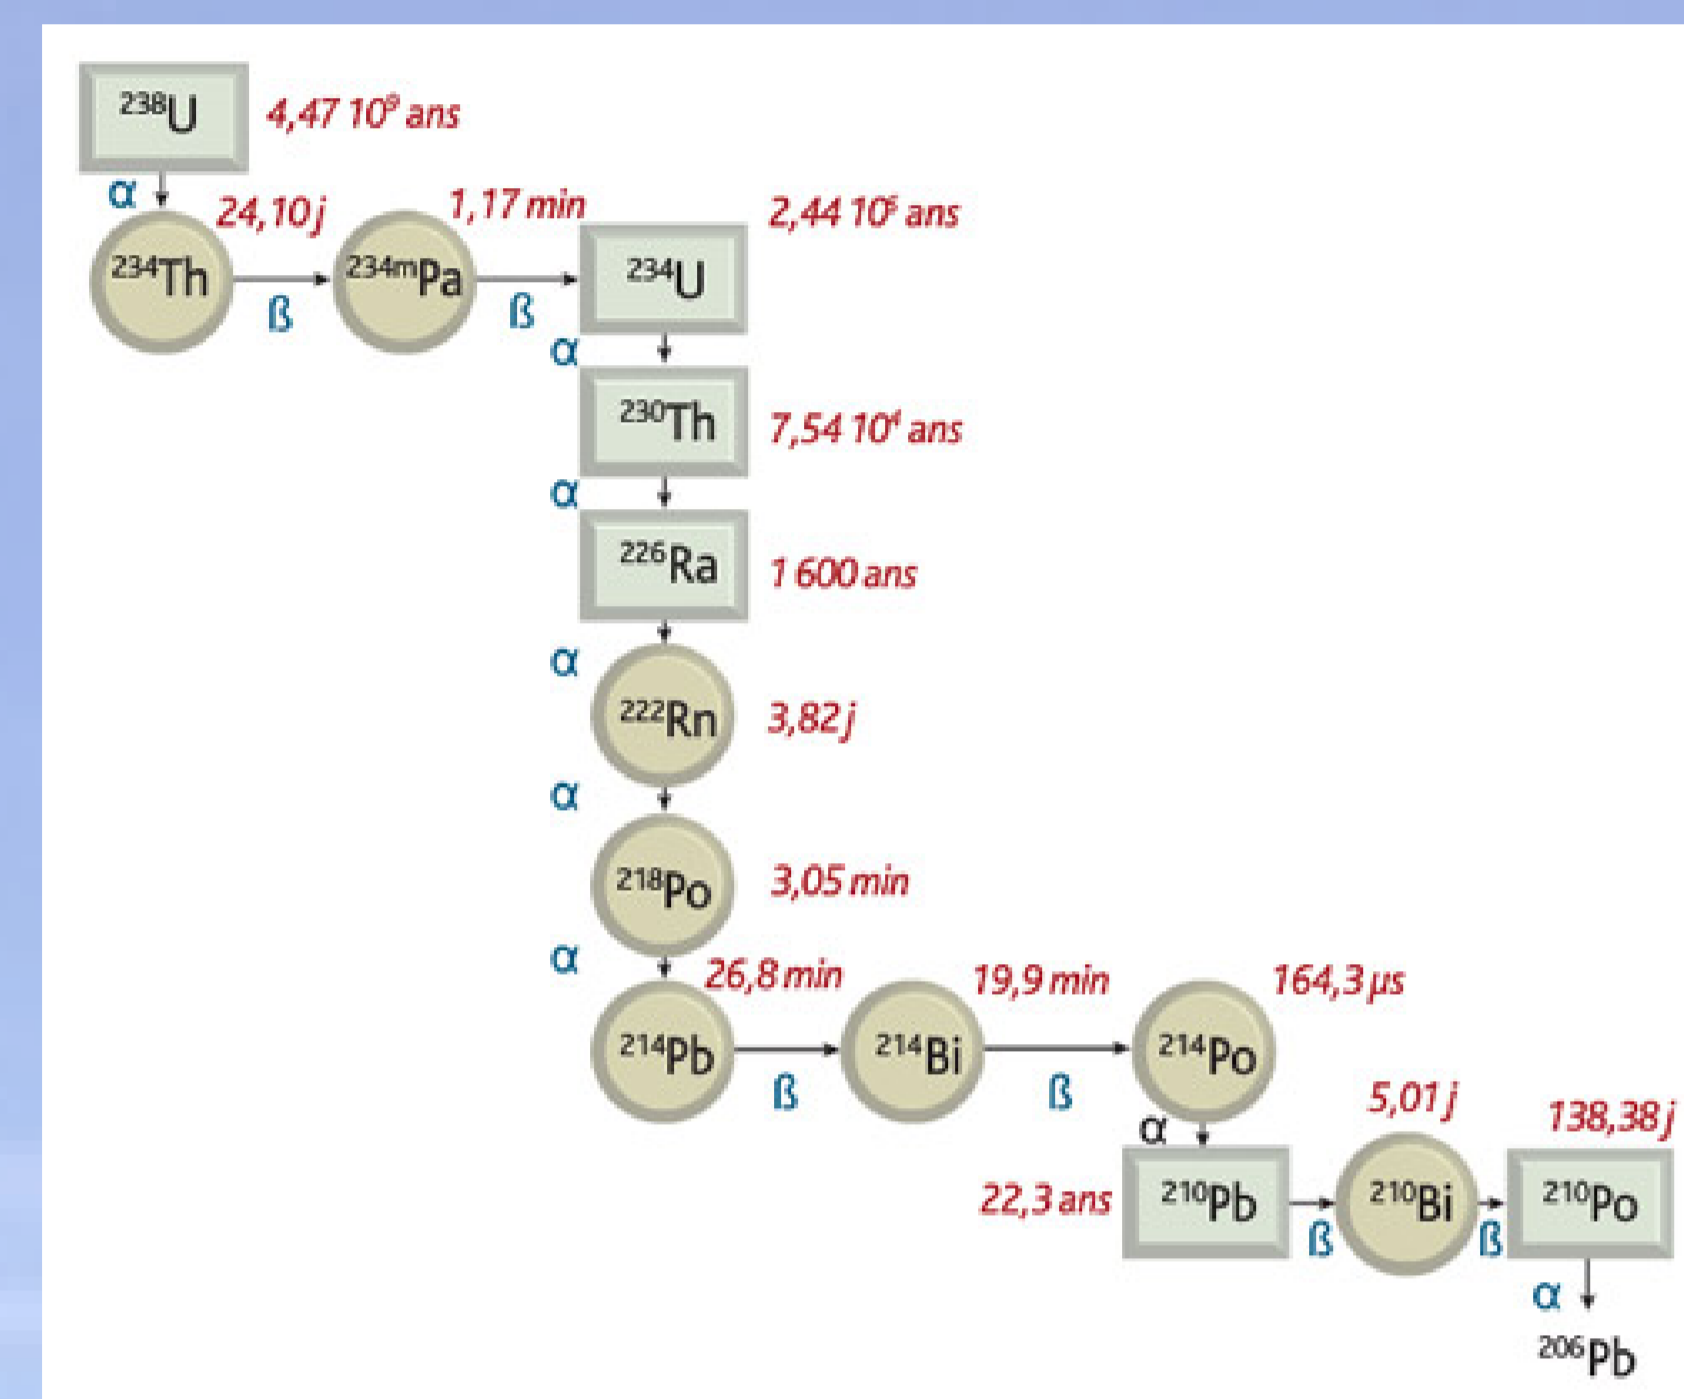 ²³⁸U 4,47 10⁹ ans
α 24,10 j 1,17 min 2,44 10⁵ ans
²³⁴Th ²³⁴ᵐPa ²³⁴U
ß ß
α
²³⁰Th 7,54 10⁴ ans
α
²²⁶Ra 1 600 ans
α
²²²Rn 3,82 j
α
²¹⁸Po 3,05 min
α 26,8 min 19,9 min 164,3 µs
²¹⁴Pb ²¹⁴Bi ²¹⁴Po
ß ß
α 5,01 j 138,38 j
22,3 ans ²¹⁰Pb ²¹⁰Bi ²¹⁰Po
ß ß
α
²⁰⁶Pb